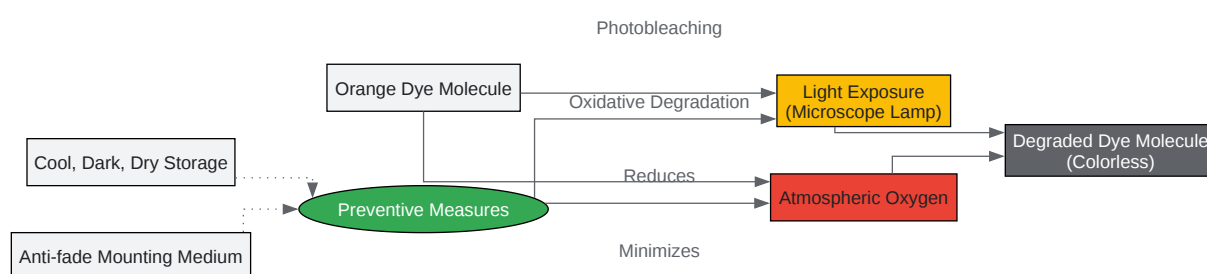 Photobleaching
Orange Dye Molecule
Light Exposure
(Microscope Lamp)
Oxidative Degradation
Degraded Dye Molecule
(Colorless)
Cool, Dark, Dry Storage
Reduces
Atmospheric Oxygen
Preventive Measures
Minimizes
Anti-fade Mounting Medium